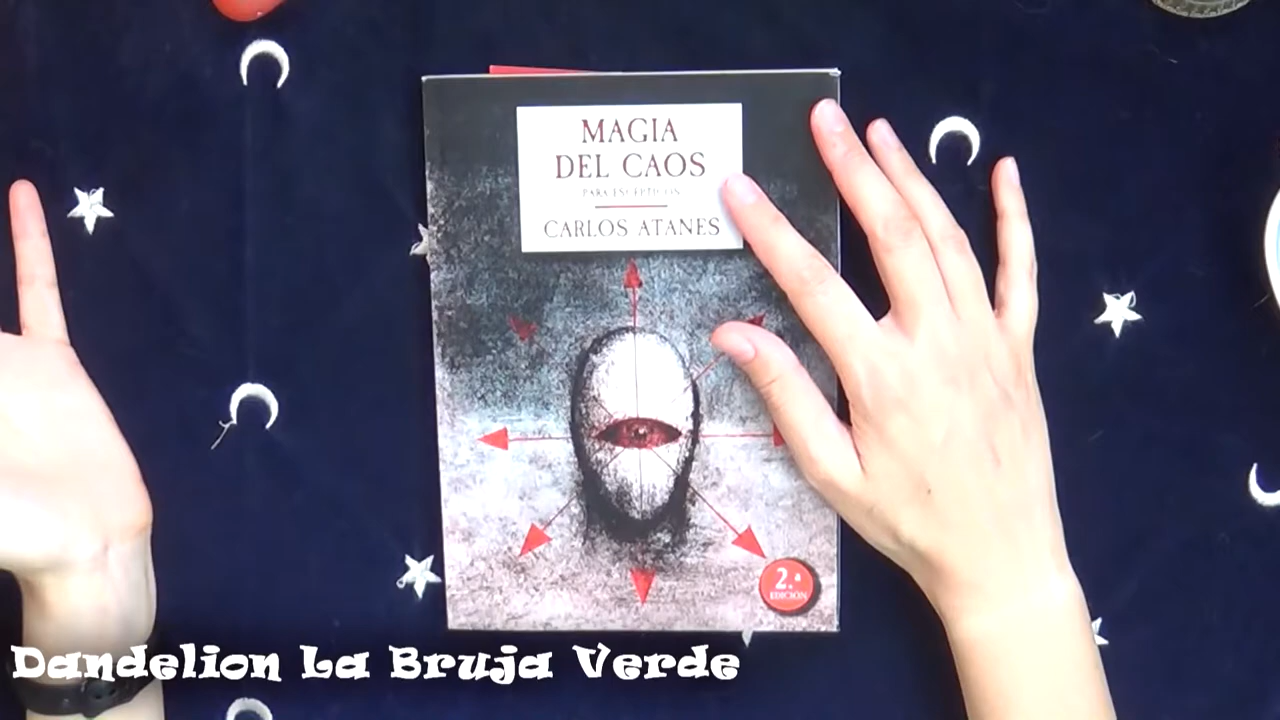 MAGIA
DEL CAOS
PARA ESCÉPTICOS
CARLOS ATANES
2.ª
EDICIÓN
Dandelion La Bruja Verde